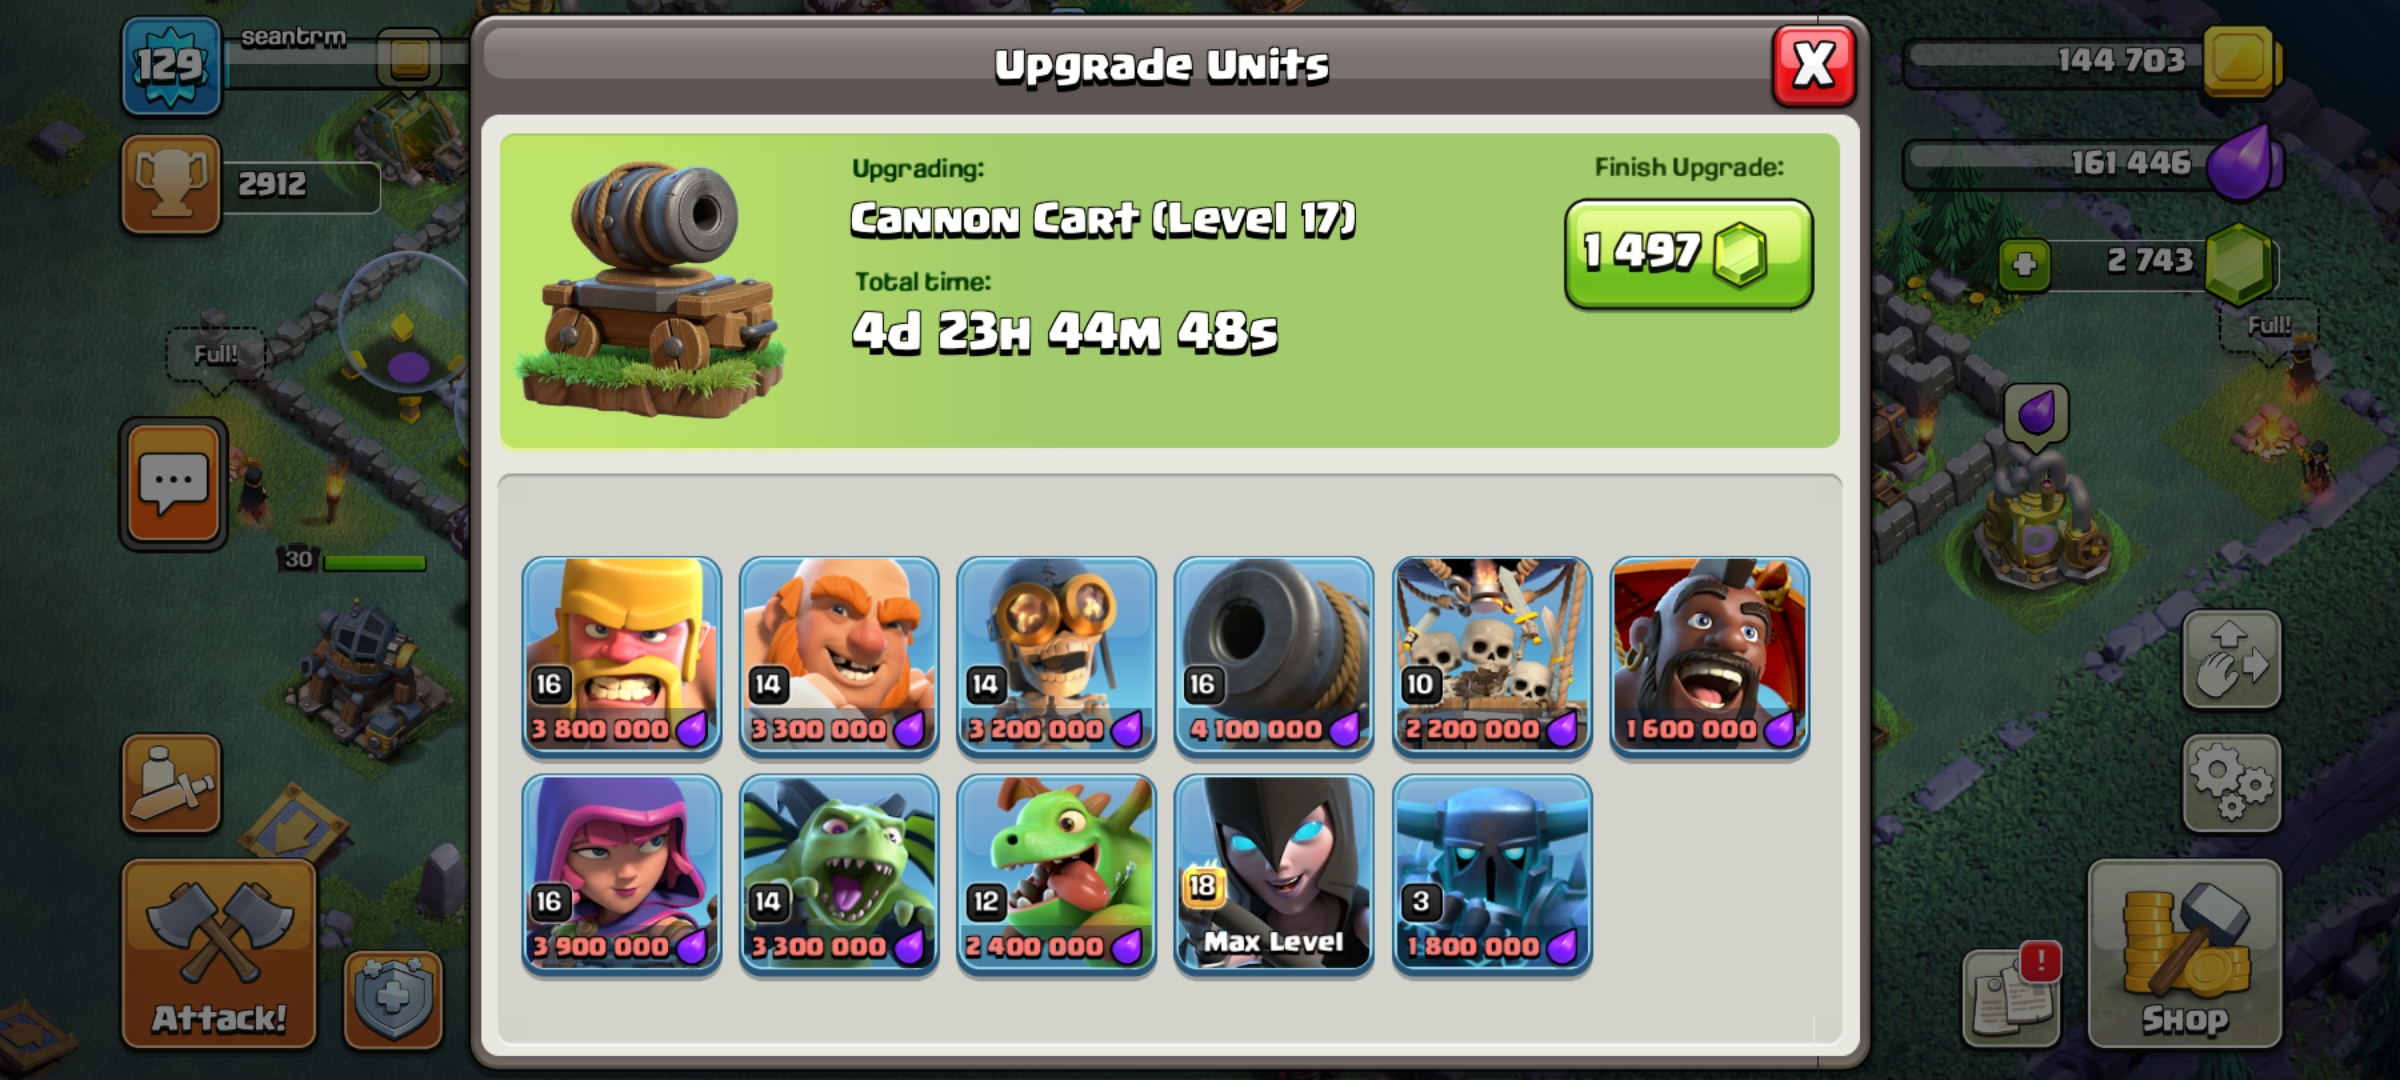 129
seantrm
2912
Full!
30
Attack!
Upgrade Units
X
Upgrading:
Cannon Cart (Level 17)
Total time:
4d 23H 44M 48s
Finish Upgrade:
1 497
16
3 800 000
14
3 300 000
14
3 200 000
16
4 100 000
10
2 200 000
1 600 000
16
3 900 000
14
3 300 000
12
2 400 000
18
Max Level
3
1 800 000
144 703
161 446
2 743
Full!
!
Shop